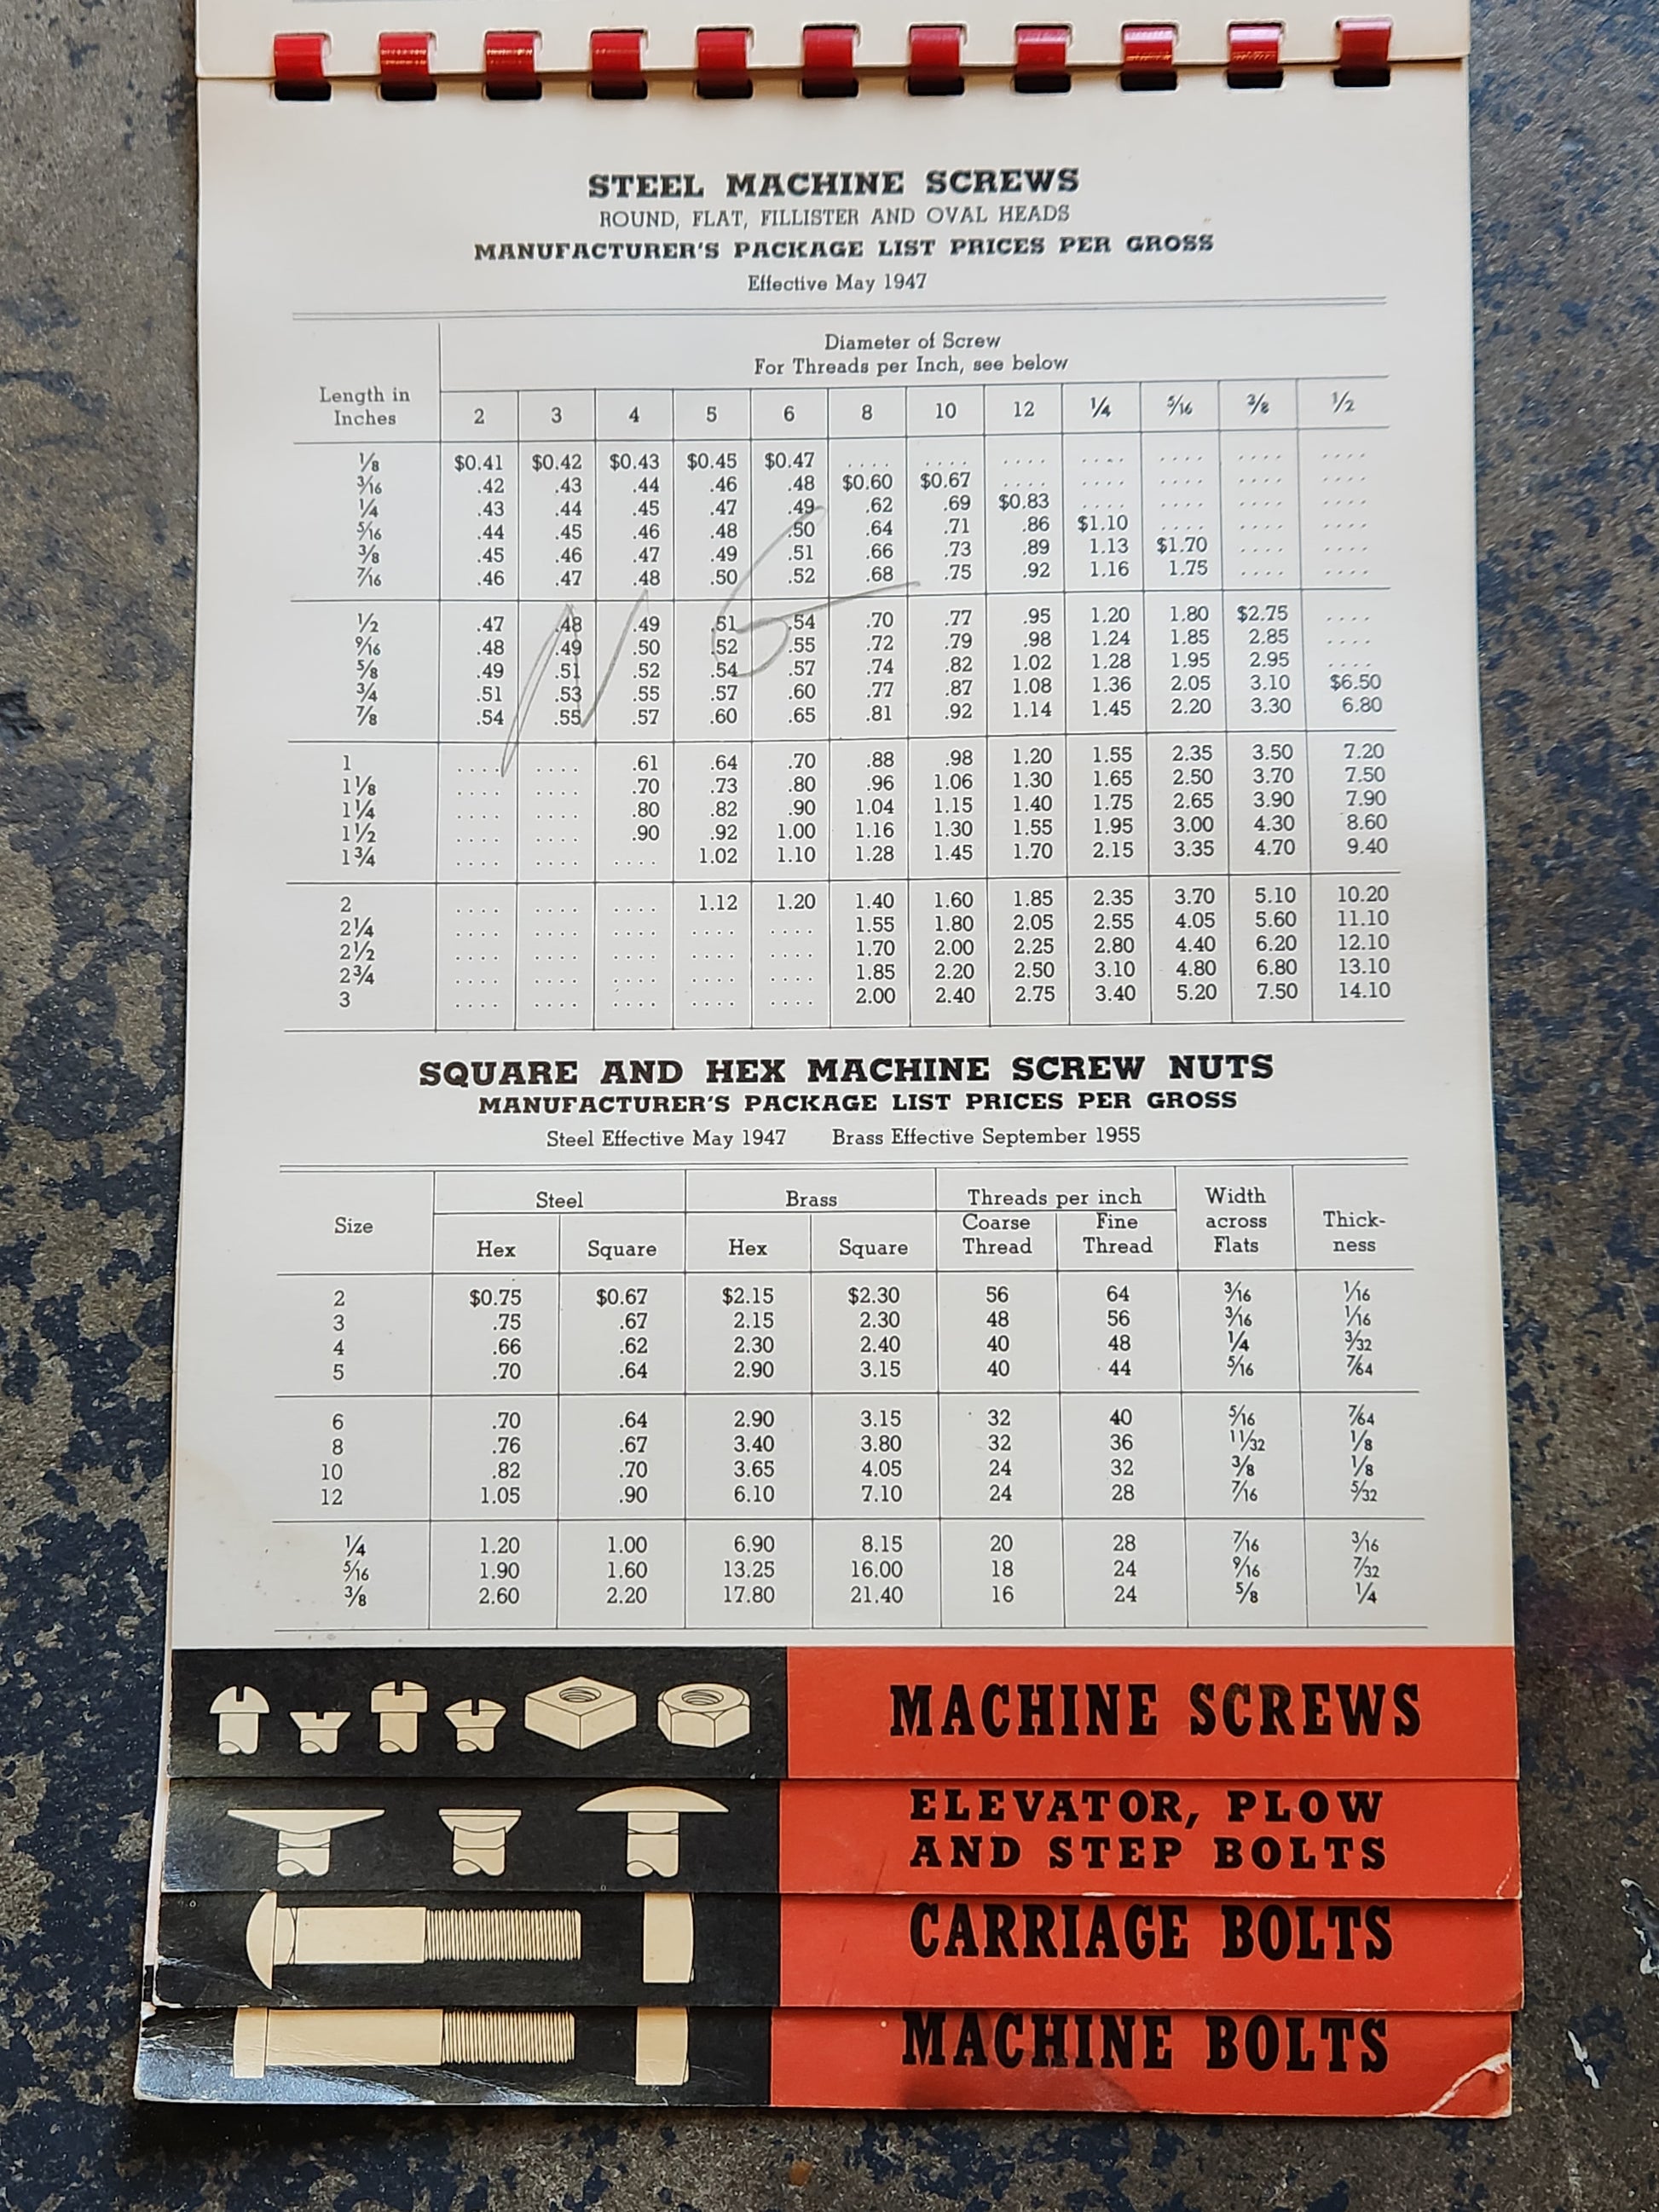 STEEL MACHINE SCREWS
ROUND, FLAT, FILLISTER AND OVAL HEADS
MANUFACTURER'S PACKAGE LIST PRICES PER GROSS
Effective May 1947
Diameter of Screw
For Threads per Inch, see below
Length in
Inches
2 3 4 5 6 8 10 12 1/4 5/16 3/8 1/2
1/8 $0.41 $0.42 $0.43 $0.45 $0.47 .... .... .... .... .... .... ....
3/16 .42 .43 .44 .46 .48 $0.60 $0.67 .... .... .... .... ....
1/4 .43 .44 .45 .47 .49 .62 .69 $0.83 .... .... .... ....
5/16 .44 .45 .46 .48 .50 .64 .71 .86 $1.10 .... .... ....
3/8 .45 .46 .47 .49 .51 .66 .73 .89 1.13 $1.70 .... ....
7/16 .46 .47 .48 .50 .52 .68 .75 .92 1.16 1.75 .... ....
1/2 .47 .48 .49 .51 .54 .70 .77 .95 1.20 1.80 $2.75 ....
9/16 .48 .49 .50 .52 .55 .72 .79 .98 1.24 1.85 2.85 ....
5/8 .49 .51 .52 .54 .57 .74 .82 1.02 1.28 1.95 2.95 ....
3/4 .51 .53 .55 .57 .60 .77 .87 1.08 1.36 2.05 3.10 $6.50
7/8 .54 .55 .57 .60 .65 .81 .92 1.14 1.45 2.20 3.30 6.80
1 .... .... .61 .64 .70 .88 .98 1.20 1.55 2.35 3.50 7.20
1 1/8 .... .... .70 .73 .80 .96 1.06 1.30 1.65 2.50 3.70 7.50
1 1/4 .... .... .80 .82 .90 1.04 1.15 1.40 1.75 2.65 3.90 7.90
1 1/2 .... .... .90 .92 1.00 1.16 1.30 1.55 1.95 3.00 4.30 8.60
1 3/4 .... .... .... 1.02 1.10 1.28 1.45 1.70 2.15 3.35 4.70 9.40
2 .... .... .... 1.12 1.20 1.40 1.60 1.85 2.35 3.70 5.10 10.20
2 1/4 .... .... .... .... .... 1.55 1.80 2.05 2.55 4.05 5.60 11.10
2 1/2 .... .... .... .... .... 1.70 2.00 2.25 2.80 4.40 6.20 12.10
2 3/4 .... .... .... .... .... 1.85 2.20 2.50 3.10 4.80 6.80 13.10
3 .... .... .... .... .... 2.00 2.40 2.75 3.40 5.20 7.50 14.10
SQUARE AND HEX MACHINE SCREW NUTS
MANUFACTURER'S PACKAGE LIST PRICES PER GROSS
Steel Effective May 1947 Brass Effective September 1955
Size
Steel Brass Threads per inch
Hex Square Hex Square
Coarse Thread
Fine Thread
Width across Flats
Thick-
ness
2 $0.75 $0.67 $2.15 $2.30 56 64 3/16 1/16
3 .75 .67 2.15 2.30 48 56 3/16 1/16
4 .66 .62 2.30 2.40 40 48 1/4 3/32
5 .70 .64 2.90 3.15 40 44 5/16 7/64
6 .70 .64 2.90 3.15 32 40 5/16 7/64
8 .76 .67 3.40 3.80 32 36 11/32 1/8
10 .82 .70 3.65 4.05 24 32 3/8 1/8
12 1.05 .90 6.10 7.10 24 28 7/16 5/32
1/4 1.20 1.00 6.90 8.15 20 28 7/16 3/16
5/16 1.90 1.60 13.25 16.00 18 24 9/16 7/32
3/8 2.60 2.20 17.80 21.40 16 24 5/8 1/4
MACHINE SCREWS
ELEVATOR, PLOW
AND STEP BOLTS
CARRIAGE BOLTS
MACHINE BOLTS